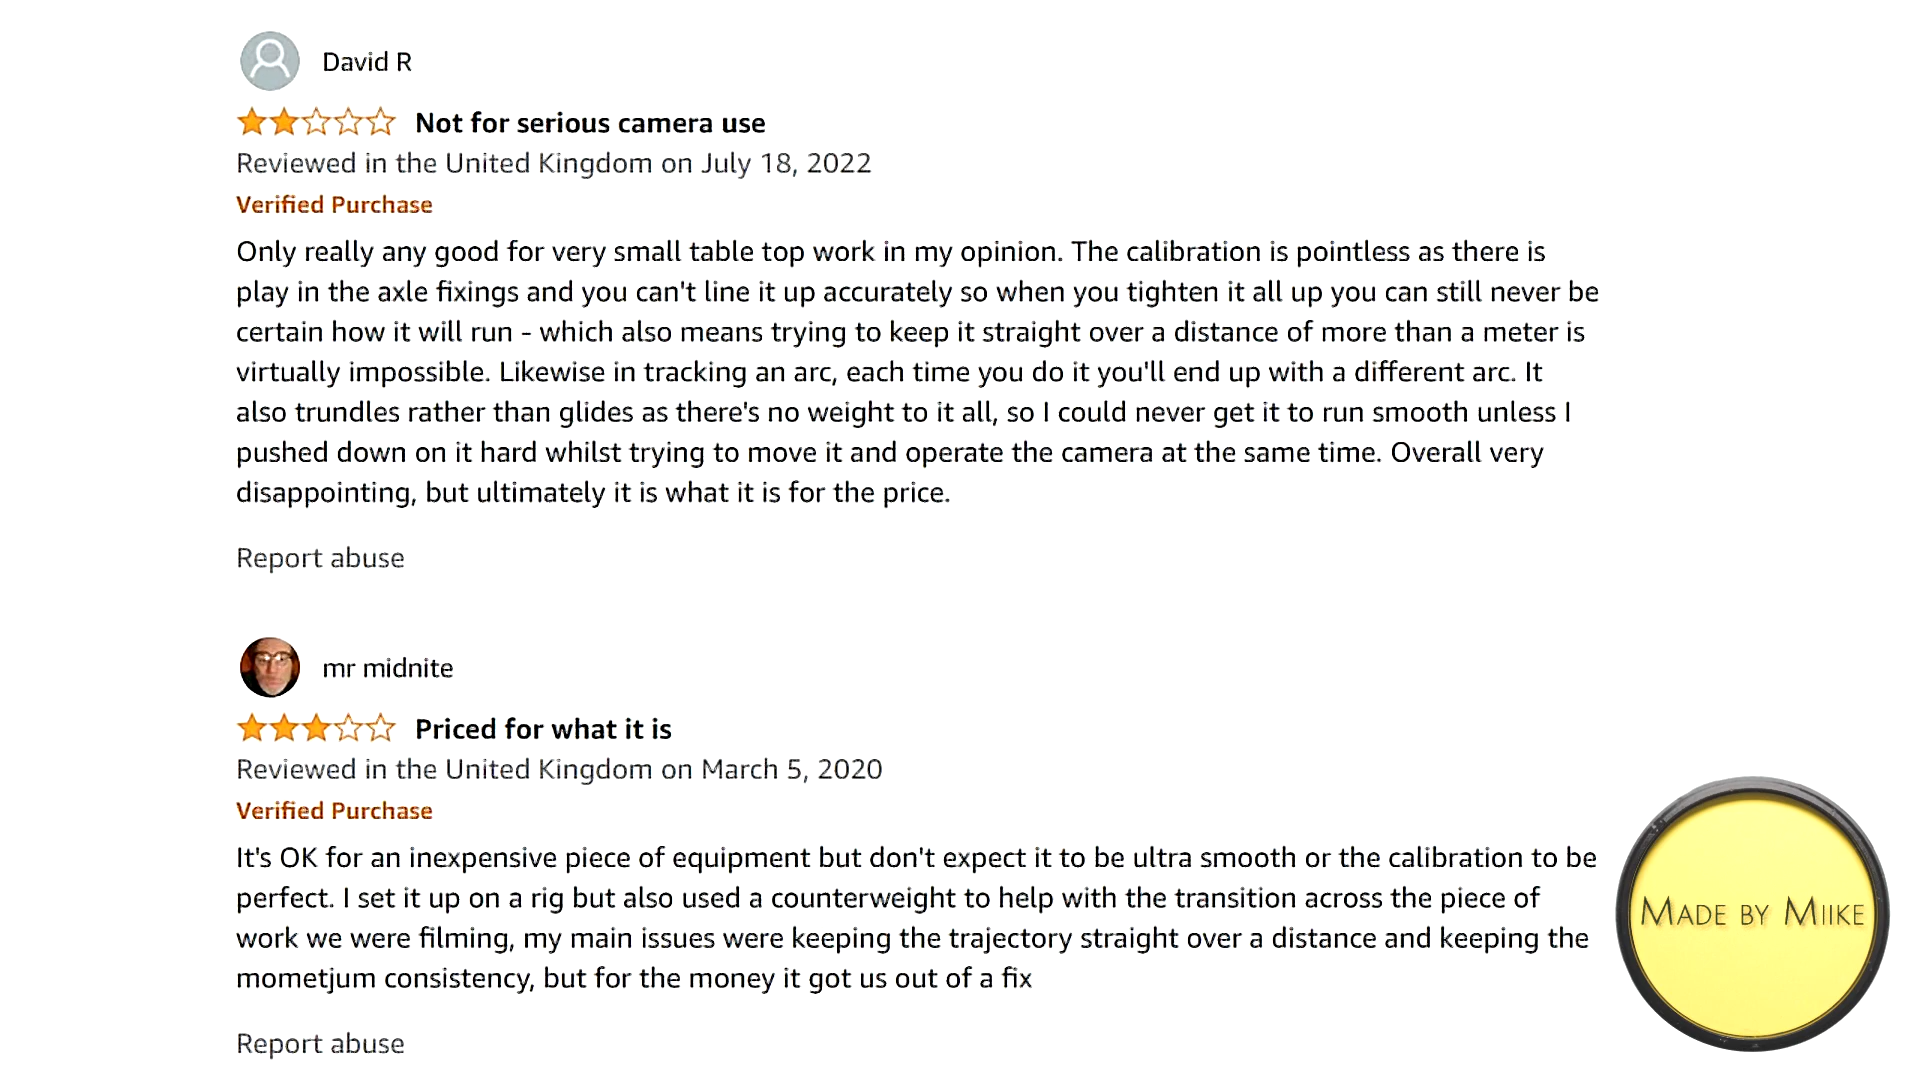 David R
Not for serious camera use
Reviewed in the United Kingdom on July 18, 2022
Verified Purchase
Only really any good for very small table top work in my opinion. The calibration is pointless as there is
play in the axle fixings and you can't line it up accurately so when you tighten it all up you can still never be
certain how it will run - which also means trying to keep it straight over a distance of more than a meter is
virtually impossible. Likewise in tracking an arc, each time you do it you'll end up with a different arc. It
also trundles rather than glides as there's no weight to it all, so I could never get it to run smooth unless I
pushed down on it hard whilst trying to move it and operate the camera at the same time. Overall very
disappointing, but ultimately it is what it is for the price.
Report abuse
mr midnite
Priced for what it is
Reviewed in the United Kingdom on March 5, 2020
Verified Purchase
It's OK for an inexpensive piece of equipment but don't expect it to be ultra smooth or the calibration to be
perfect. I set it up on a rig but also used a counterweight to help with the transition across the piece of
work we were filming, my main issues were keeping the trajectory straight over a distance and keeping the
mometjum consistency, but for the money it got us out of a fix
Report abuse
MADE BY MIIKE